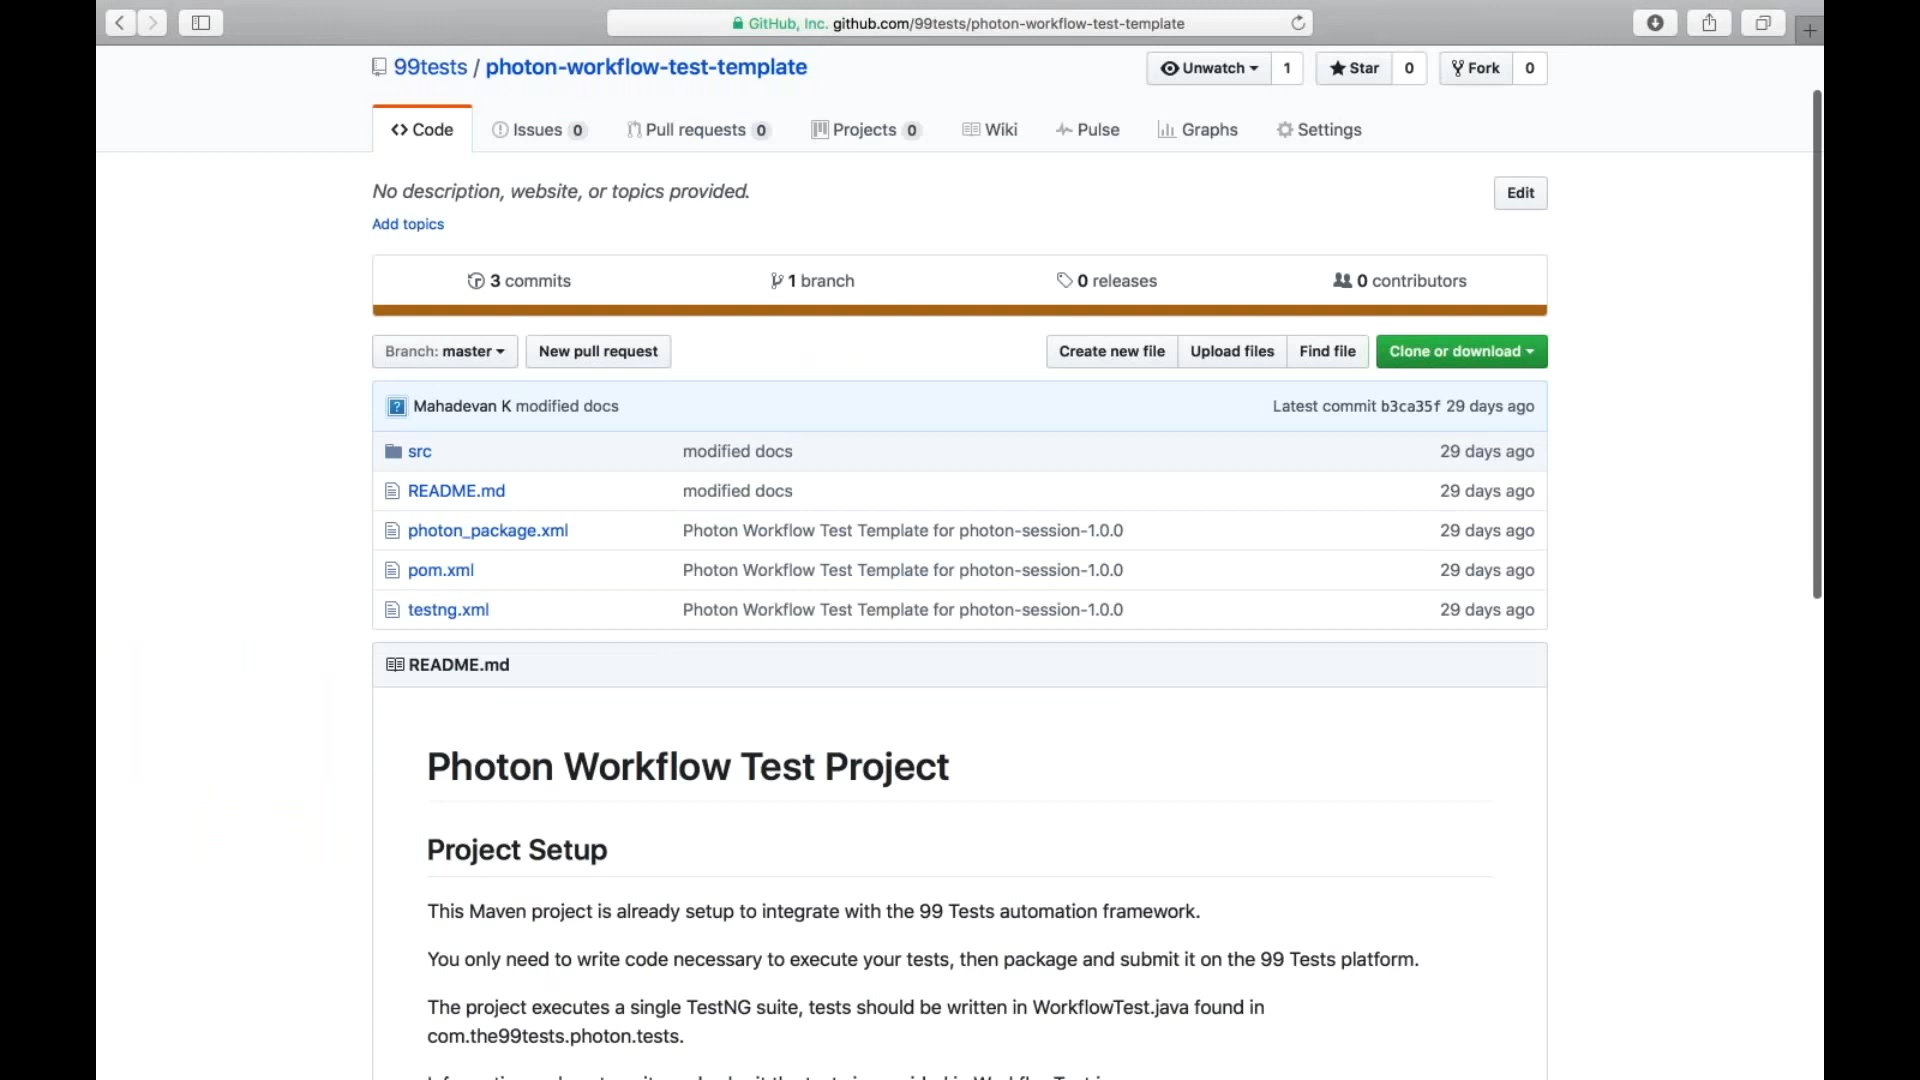 GitHub, Inc. github.com/99tests/photon-workflow-test-template
99tests / photon-workflow-test-template
Unwatch 1 Star 0 Fork 0
Code Issues 0 Pull requests 0 Projects 0 Wiki Pulse Graphs Settings
No description, website, or topics provided.
Edit
Add topics
3 commits 1 branch 0 releases 0 contributors
Branch: master New pull request Create new file Upload files Find file Clone or download
Mahadevan K modified docs Latest commit b3ca35f 29 days ago
src modified docs 29 days ago
README.md modified docs 29 days ago
photon_package.xml Photon Workflow Test Template for photon-session-1.0.0 29 days ago
pom.xml Photon Workflow Test Template for photon-session-1.0.0 29 days ago
testng.xml Photon Workflow Test Template for photon-session-1.0.0 29 days ago
README.md
Photon Workflow Test Project
Project Setup
This Maven project is already setup to integrate with the 99 Tests automation framework.
You only need to write code necessary to execute your tests, then package and submit it on the 99 Tests platform.
The project executes a single TestNG suite, tests should be written in WorkflowTest.java found in
com.the99tests.photon.tests.